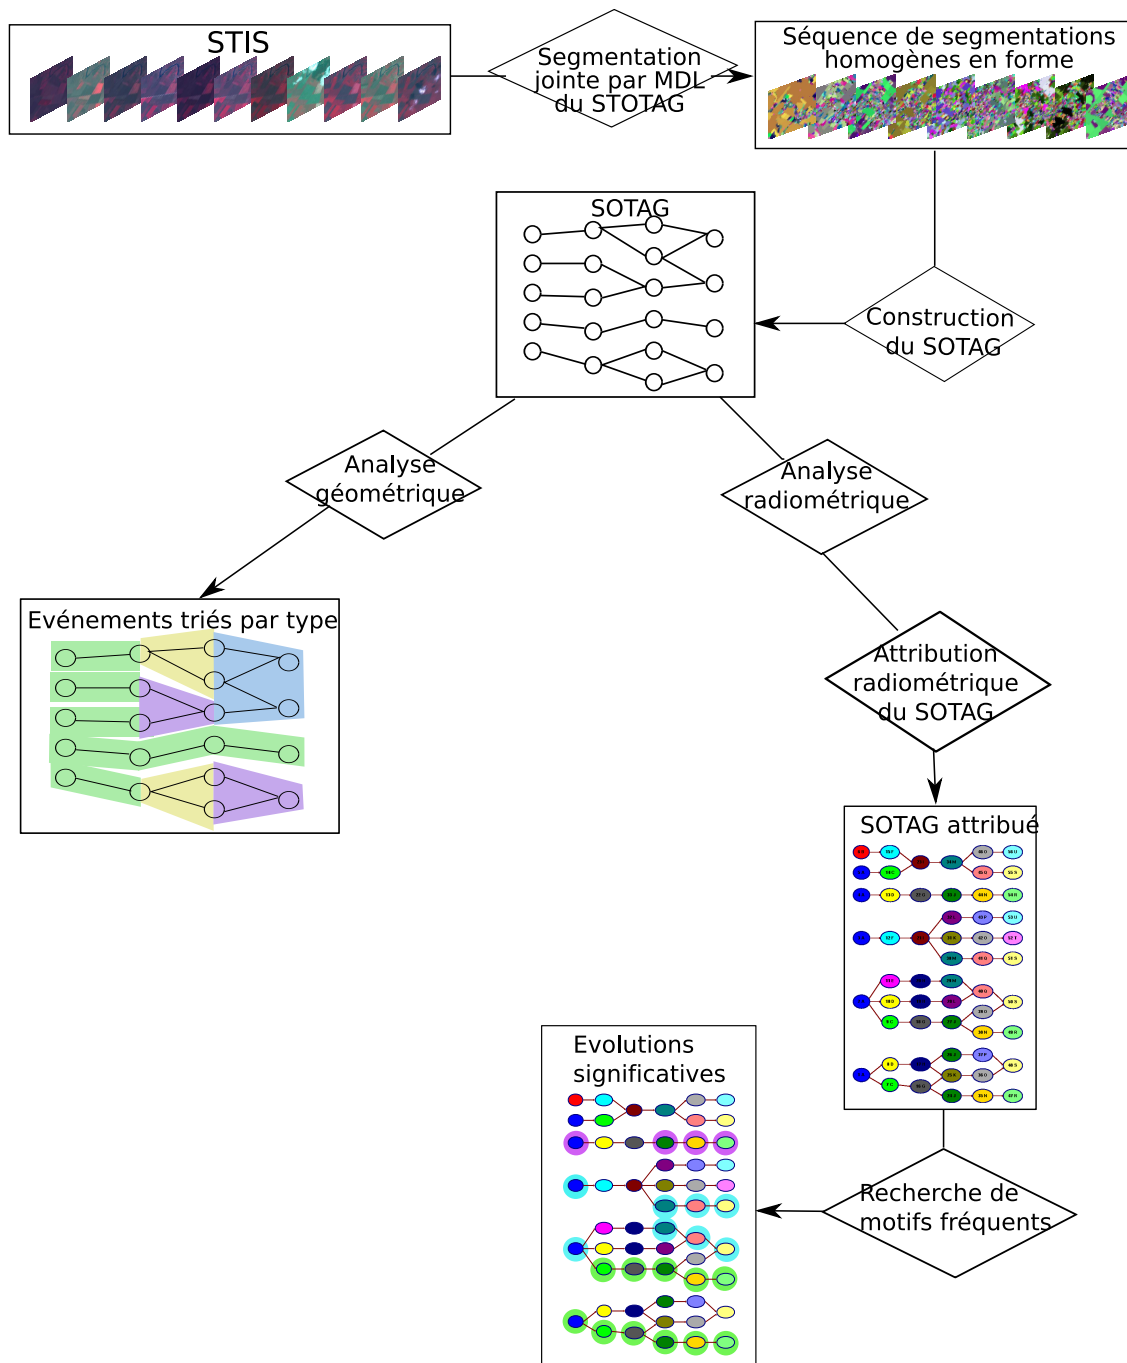 STIS
Segmentation
jointe par MDL
du STOTAG
Séquence de segmentations
homogènes en forme
SOTAG
Construction
du SOTAG
Analyse
géométrique
Analyse
radiométrique
Evénements triés par type
Attribution
radiométrique
du SOTAG
SOTAG attribué
Evolutions
significatives
Recherche de
motifs fréquents